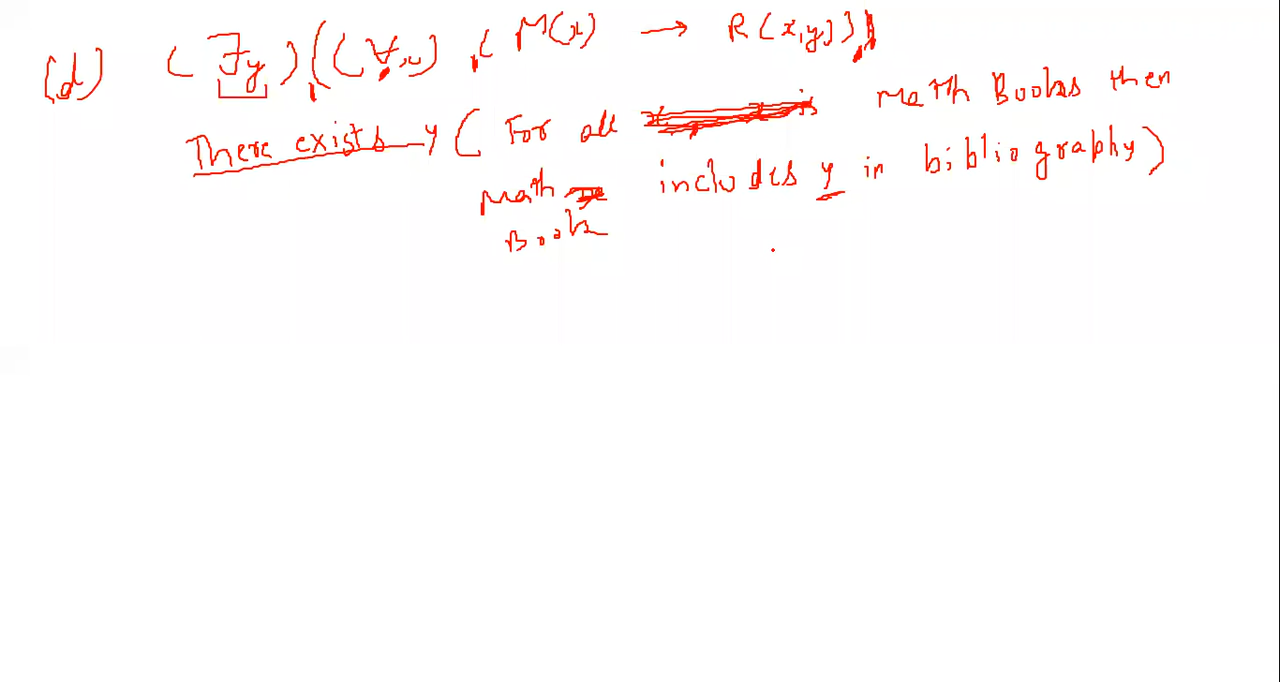 (d) (∃y) ((∀x) (M(x) → R(x,y)))
There exists y ( For all Math Books then
Math includes y in bibliography)
Book